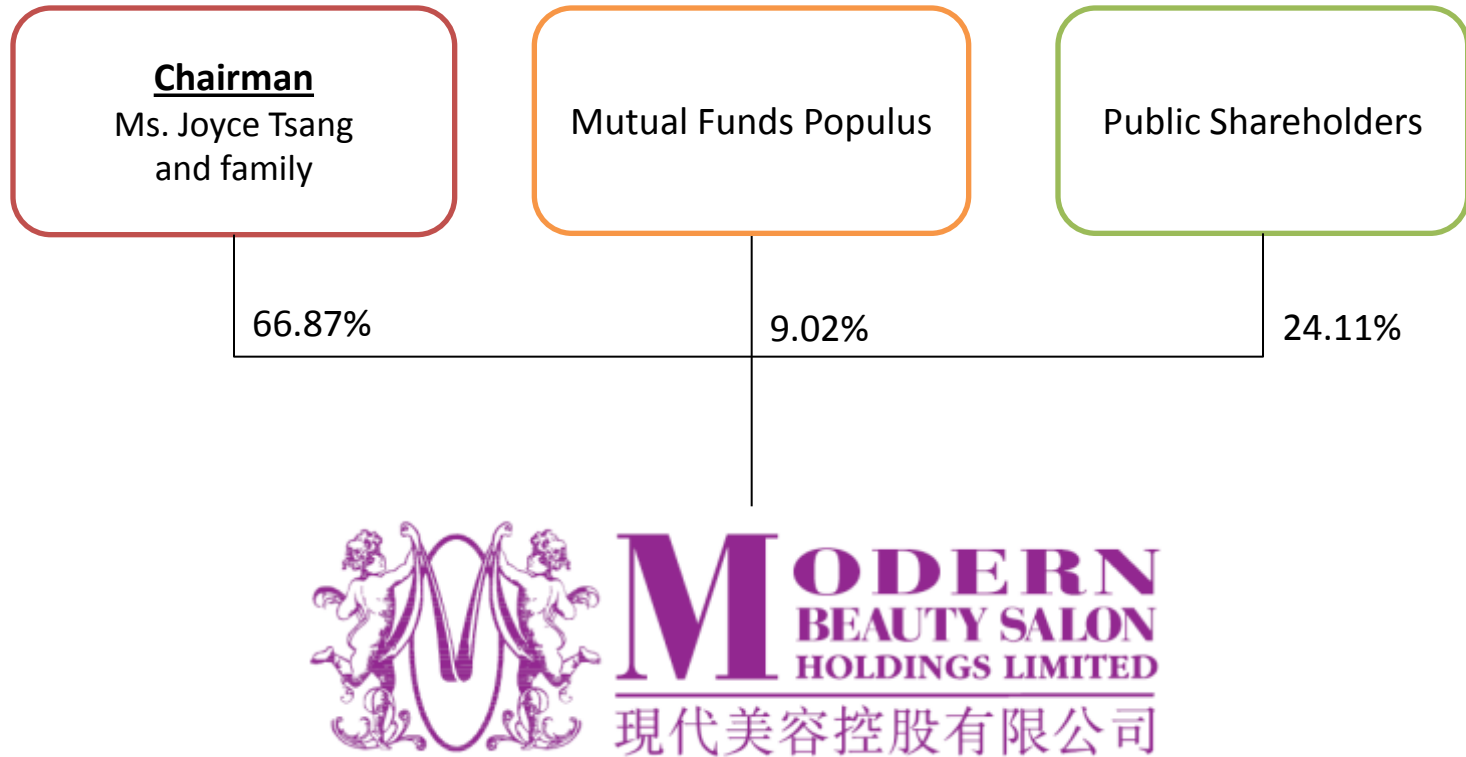 Chairman
Ms. Joyce Tsang
and family
Mutual Funds Populus
Public Shareholders
66.87%
9.02%
24.11%
MODERN
BEAUTY SALON
HOLDINGS LIMITED
現代美容控股有限公司